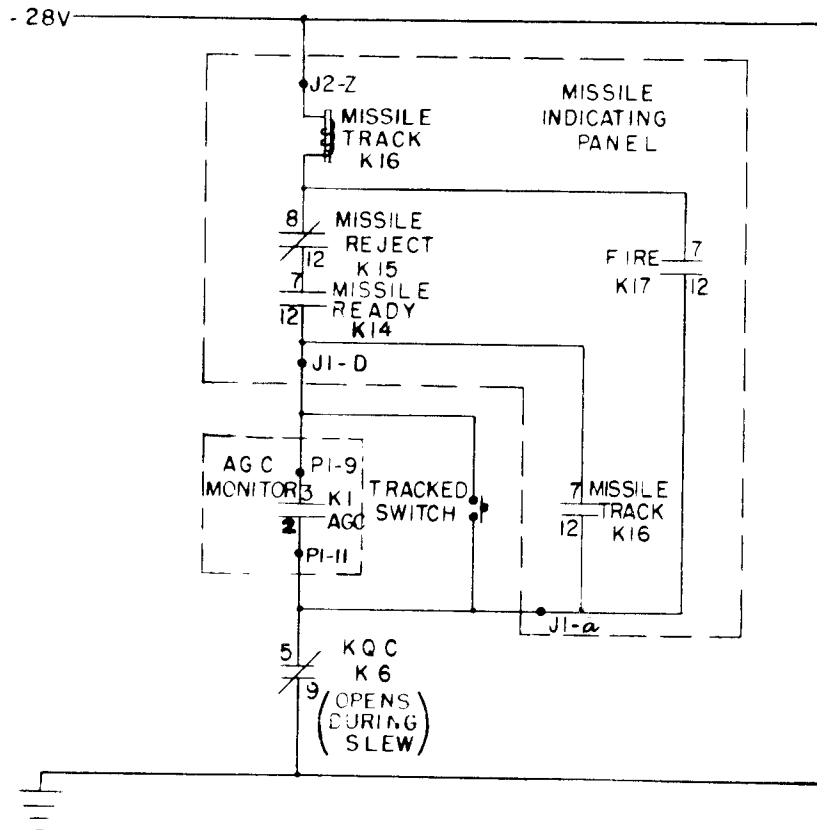 - 28V
J2-Z
MISSILE
TRACK
K16
MISSILE
INDICATING
PANEL
8
12
MISSILE
REJECT
K15
7
12
MISSILE
READY
K14
FIRE
K17
7
12
J1-D
AGC
MONITOR
P1-9
3
2
K1
AGC
P1-11
TRACKED
SWITCH
7
12
MISSILE
TRACK
K16
J1-a
5
9
KQC
K6
(OPENS
DURING
SLEW)